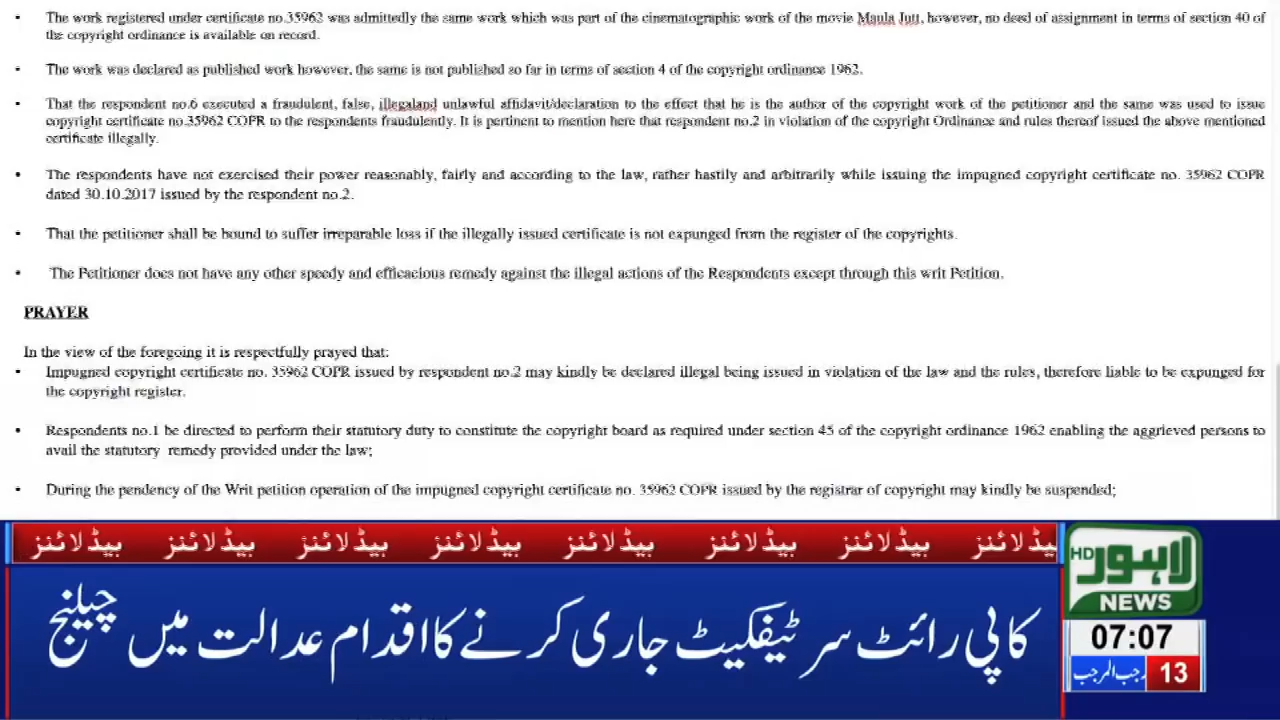 • The work registered under certificate no.35962 was admittedly the same work which was part of the cinematographic work of the movie Maula Jutt, however, no deed of assignment in terms of section 40 of
the copyright ordinance is available on record.
• The work was declared as published work however, the same is not published so far in terms of section 4 of the copyright ordinance 1962.
• That the respondent no.6 executed a fraudulent, false, illegaland unlawful affidavit/declaration to the effect that he is the author of the copyright work of the petitioner and the same was used to issue
copyright certificate no.35962 COPR to the respondents fraudulently. It is pertinent to mention here that respondent no.2 in violation of the copyright Ordinance and rules thereof issued the above mentioned
certificate illegally.
• The respondents have not exercised their power reasonably, fairly and according to the law, rather hastily and arbitrarily while issuing the impugned copyright certificate no. 35962 COPR
dated 30.10.2017 issued by the respondent no.2.
• That the petitioner shall be bound to suffer irreparable loss if the illegally issued certificate is not expunged from the register of the copyrights.
• The Petitioner does not have any other speedy and efficacious remedy against the illegal actions of the Respondents except through this writ Petition.
PRAYER
In the view of the foregoing it is respectfully prayed that:
• Impugned copyright certificate no. 35962 COPR issued by respondent no.2 may kindly be declared illegal being issued in violation of the law and the rules, therefore liable to be expunged for
the copyright register.
• Respondents no.1 be directed to perform their statutory duty to constitute the copyright board as required under section 45 of the copyright ordinance 1962 enabling the aggrieved persons to
avail the statutory remedy provided under the law;
• During the pendency of the Writ petition operation of the impugned copyright certificate no. 35962 COPR issued by the registrar of copyright may kindly be suspended;
ہیڈلائنز ہیڈلائنز ہیڈلائنز ہیڈلائنز ہیڈلائنز ہیڈلائنز ہیڈلائنز ہیڈلائنز
کاپی رائٹ سرٹیفکیٹ جاری کرنے کا اقدام عدالت میں چیلنج
لاہور HD
NEWS
07:07
13 رجب المرجب